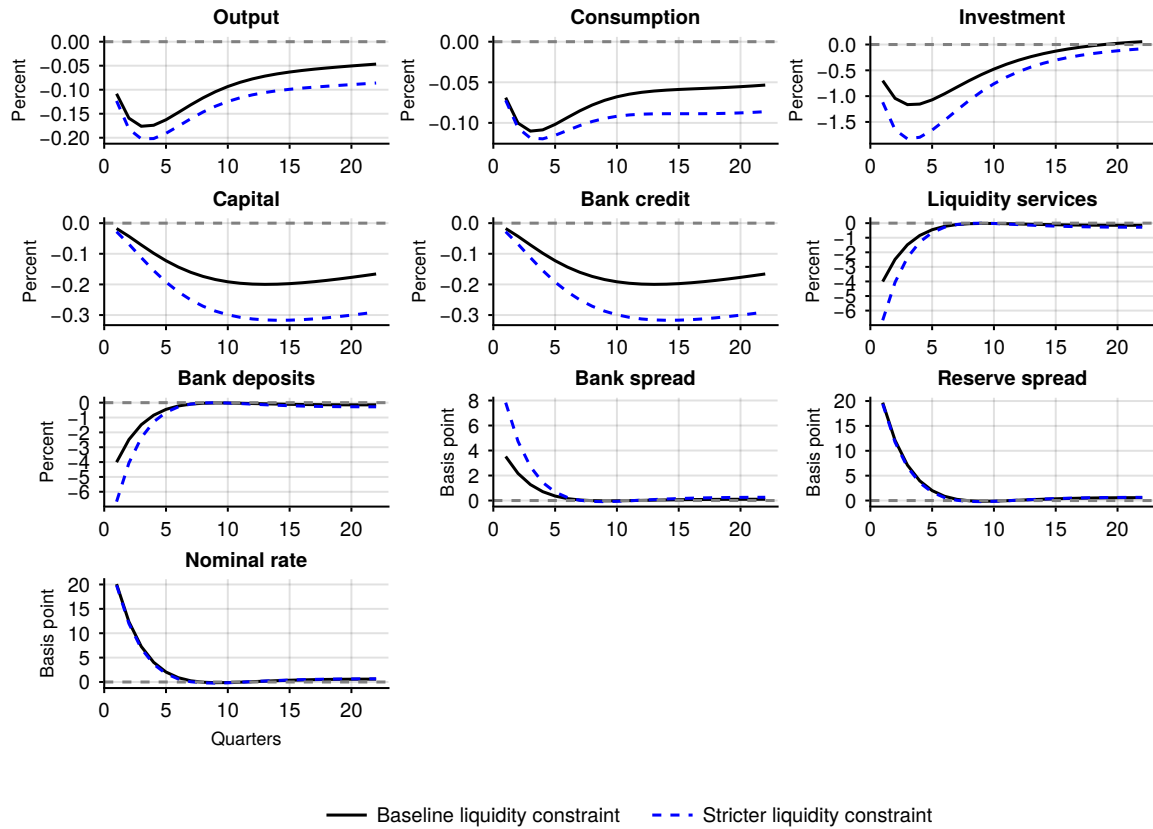 Output
Consumption
Investment
Percent
0.00
−0.05
−0.10
−0.15
−0.20
0 5 10 15 20
Percent
0.00
−0.05
−0.10
0 5 10 15 20
Percent
0.0
−0.5
−1.0
−1.5
0 5 10 15 20
Capital
Bank credit
Liquidity services
Percent
0.0
−0.1
−0.2
−0.3
0 5 10 15 20
Percent
0.0
−0.1
−0.2
−0.3
0 5 10 15 20
Percent
0
−1
−2
−3
−4
−5
−6
0 5 10 15 20
Bank deposits
Bank spread
Reserve spread
Percent
0
−1
−2
−3
−4
−5
−6
0 5 10 15 20
Basis point
8
6
4
2
0
0 5 10 15 20
Basis point
20
15
10
5
0
0 5 10 15 20
Nominal rate
Basis point
20
15
10
5
0
0 5 10 15 20
Quarters
Baseline liquidity constraint
Stricter liquidity constraint